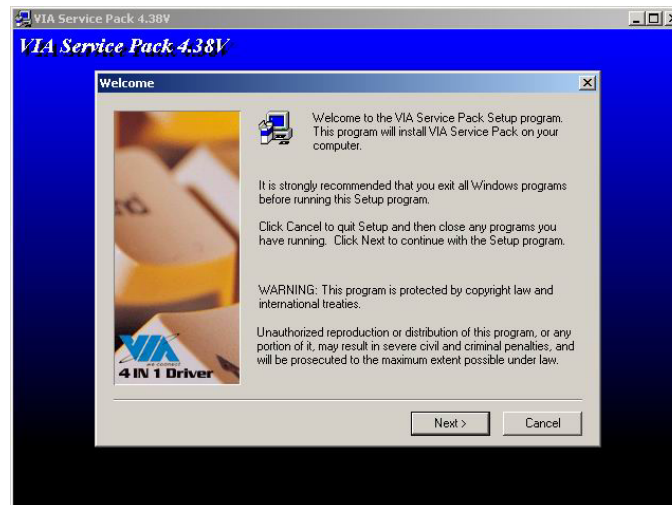 VIA Service Pack 4.38V
VIA Service Pack 4.38V
Welcome
Welcome to the VIA Service Pack Setup program.
This program will install VIA Service Pack on your
computer.
It is strongly recommended that you exit all Windows programs
before running this Setup program.
Click Cancel to quit Setup and then close any programs you
have running. Click Next to continue with the Setup program.
WARNING: This program is protected by copyright law and
international treaties.
Unauthorized reproduction or distribution of this program, or any
portion of it, may result in severe civil and criminal penalties, and
will be prosecuted to the maximum extent possible under law.
VIA
we connect
4 IN 1 Driver
Next >
Cancel